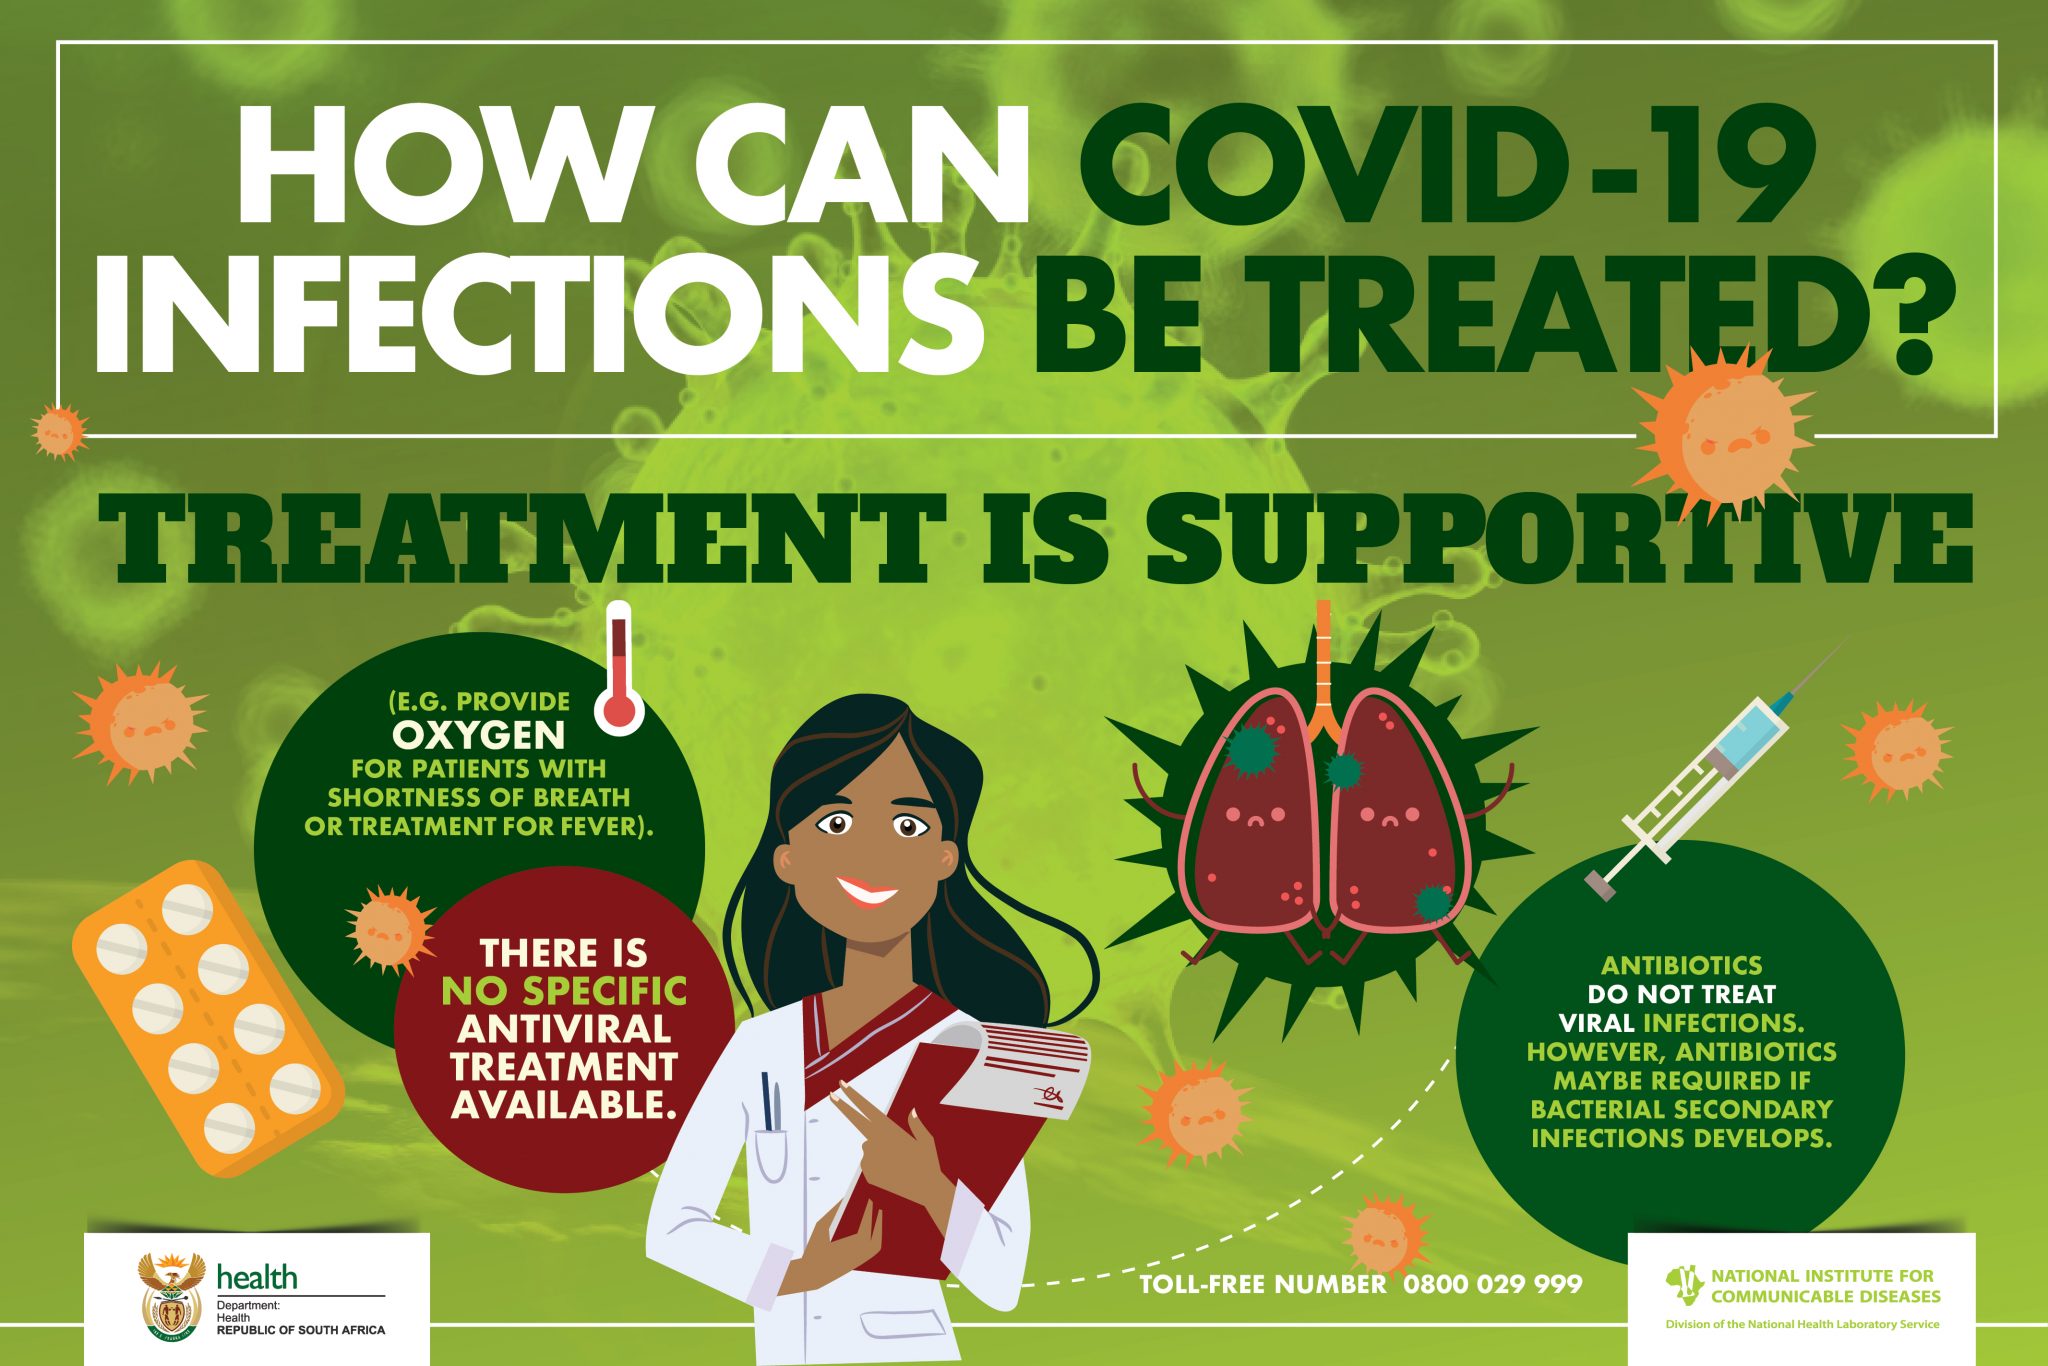 HOW CAN COVID -19
INFECTIONS BE TREATED?
TREATMENT IS SUPPORTIVE
(E.G. PROVIDE
OXYGEN
FOR PATIENTS WITH
SHORTNESS OF BREATH
OR TREATMENT FOR FEVER).
THERE IS
NO SPECIFIC
ANTIVIRAL
TREATMENT
AVAILABLE.
ANTIBIOTICS
DO NOT TREAT
VIRAL INFECTIONS.
HOWEVER, ANTIBIOTICS
MAYBE REQUIRED IF
BACTERIAL SECONDARY
INFECTIONS DEVELOPS.
TOLL-FREE NUMBER 0800 029 999
health
Department:
Health
REPUBLIC OF SOUTH AFRICA
NATIONAL INSTITUTE FOR
COMMUNICABLE DISEASES
Division of the National Health Laboratory Service